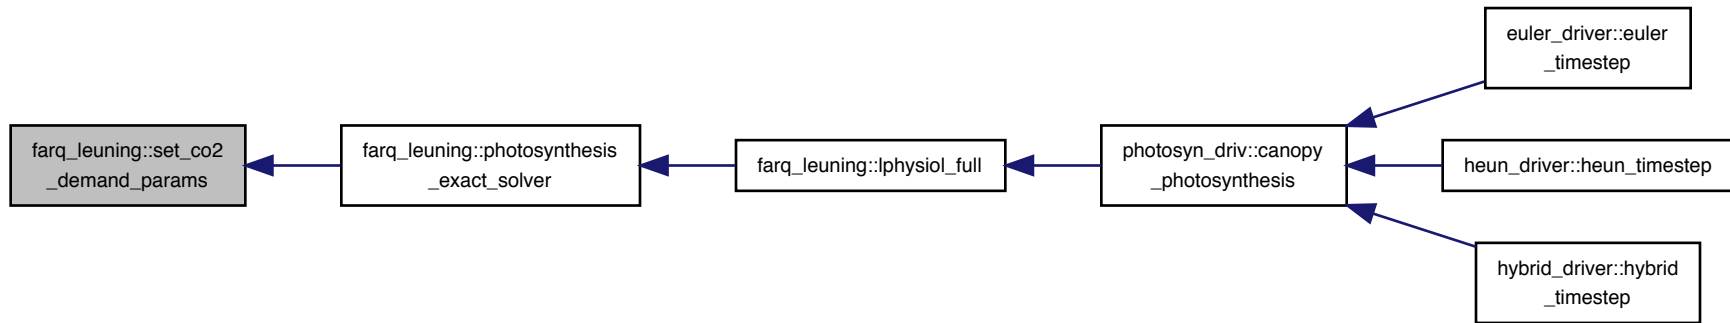 farq_leuning::set_co2
_demand_params
farq_leuning::photosynthesis
_exact_solver
farq_leuning::lphysiol_full
photosyn_driv::canopy
_photosynthesis
euler_driver::euler
_timestep
heun_driver::heun_timestep
hybrid_driver::hybrid
_timestep